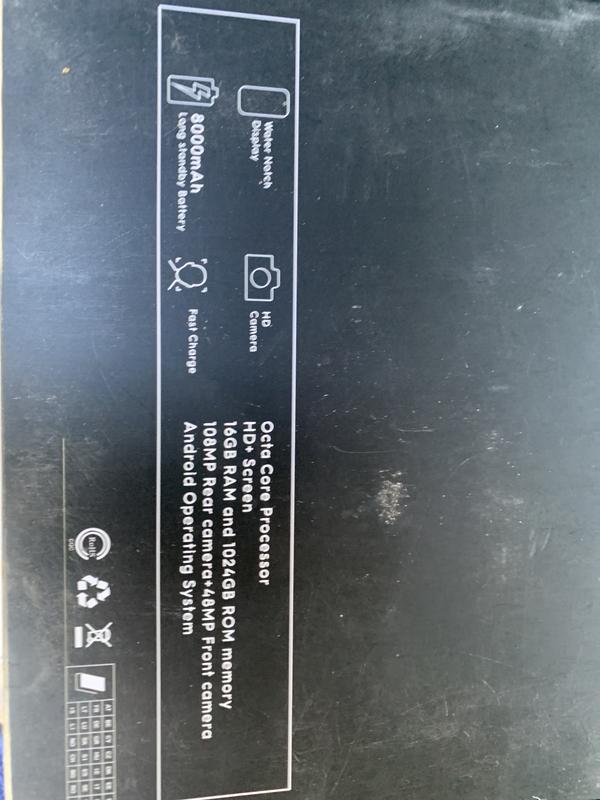 Water Notch
Display
HD
Camera
8000mAh
Long standby Battery
Fast Charge
Octa Core Processor
HD+ Screen
16GB RAM and 1024GB ROM memory
108MP Rear camera+48MP Front camera
Android Operating System
RoHS